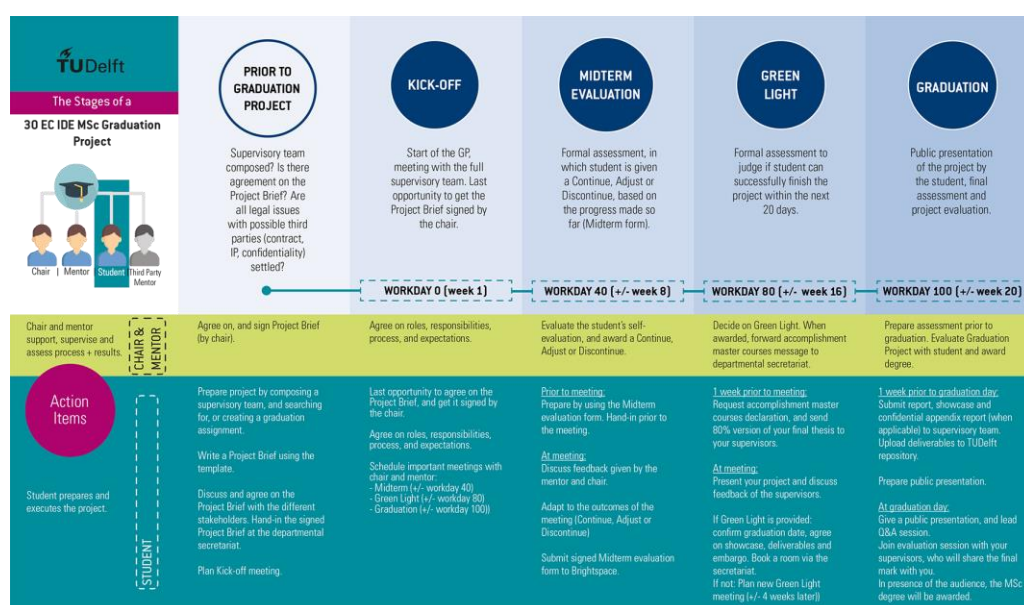 TUDelft
The Stages of a
30 EC IDE MSc Graduation
Project
Chair | Mentor Student Third Party
Mentor
PRIOR TO
GRADUATION
PROJECT
Supervisory team
composed? Is there
agreement on the
Project Brief? Are
all legal issues
with possible third
parties (contract,
IP, confidentiality)
settled?
KICK-OFF
Start of the GP,
meeting with the full
supervisory team. Last
opportunity to get the
Project Brief signed by
the chair.
WORKDAY 0 (week 1)
MIDTERM
EVALUATION
Formal assessment, in
which student is given
a Continue, Adjust or
Discontinue, based on
the progress made so
far (Midterm form).
WORKDAY 40 (+/- week 8)
GREEN
LIGHT
Formal assessment to
judge if student can
successfully finish the
project within the next
20 days.
WORKDAY 80 (+/- week 16)
GRADUATION
Public presentation
of the project by
the student, final
assessment and
project evaluation.
WORKDAY 100 (+/- week 20)
Chair and mentor
support, supervise and
assess process + results.
CHAIR &
MENTOR
Agree on, and sign Project Brief
(by chair).
Agree on roles, responsibilities,
process, and expectations.
Evaluate the student's self-
evaluation, and award a Continue,
Adjust or Discontinue.
Decide on Green Light. When
awarded, forward accomplishment
master courses message to
departmental secretariat.
Prepare assessment prior to
graduation. Evaluate Graduation
Project with student and award
degree.
Action
Items
Student prepares and
executes the project.
STUDENT
Prepare project by composing a
supervisory team, and searching
for, or creating a graduation
assignment.
Write a Project Brief using the
template.
Discuss and agree on the
Project Brief with the different
stakeholders. Hand-in the signed
Project Brief at the departmental
secretariat.
Plan Kick-off meeting.
Last opportunity to agree on the
Project Brief, and get it signed by
the chair.
Agree on roles, responsibilities,
process, and expectations.
Schedule important meetings with
chair and mentor:
- Midterm (+/- workday 40)
- Green Light (+/- workday 80)
- Graduation (+/- workday 100))
Prior to meeting:
Prepare by using the Midterm
evaluation form. Hand-in prior to
the meeting.
At meeting:
Discuss feedback given by the
mentor and chair.
Adapt to the outcomes of the
meeting (Continue, Adjust or
Discontinue)
Submit signed Midterm evaluation
form to Brightspace.
1 week prior to meeting:
Request accomplishment master
courses declaration, and send
80% version of your final thesis to
your supervisors.
At meeting:
Present your project and discuss
feedback of the supervisors.
If Green Light is provided:
confirm graduation date, agree
on showcase, deliverables and
embargo. Book a room via the
secretariat.
If not: Plan new Green Light
meeting (+/- 4 weeks later))
1 week prior to graduation day:
Submit report, showcase and
confidential appendix report (when
applicable) to supervisory team.
Upload deliverables to TUDelft
repository.
Prepare public presentation.
At graduation day:
Give a public presentation, and lead
Q&A session.
Join evaluation session with your
supervisors, who will share the final
mark with you.
In presence of the audience, the MSc
degree will be awarded.